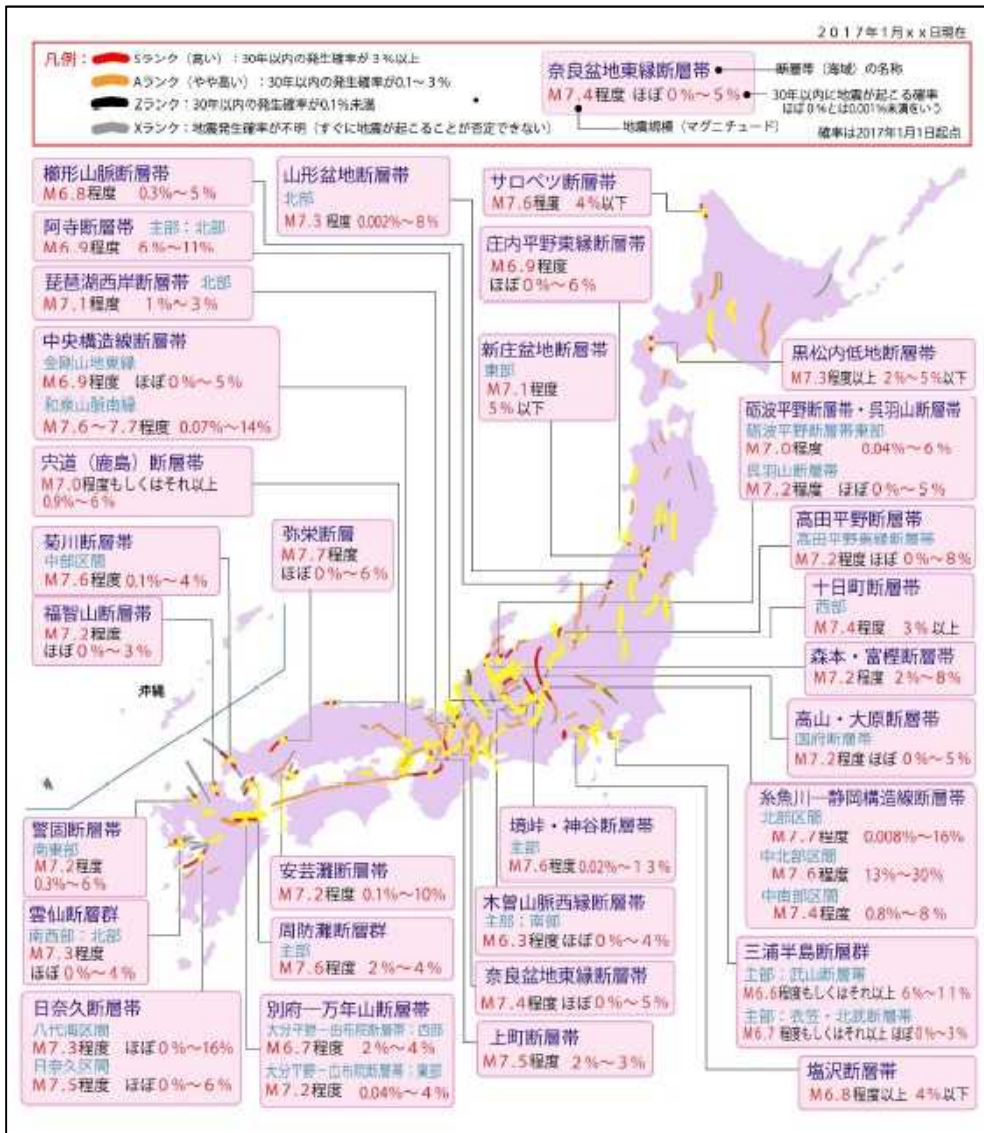 2017年1月xx日現在
凡例：
Sランク（高い）：30年以内の発生確率が3％以上
Aランク（やや高い）：30年以内の発生確率が0.1～3％
Zランク：30年以内の発生確率が0.1％未満
Xランク：地震発生確率が不明（すぐに地震が起こることが否定できない）
奈良盆地東縁断層帯
M7.4程度 ほぼ0％～5％
断層帯（海域）の名称
30年以内に地震が起こる確率
ほぼ0％とは0.001％未満をいう
地震規模（マグニチュード）
確率は2017年1月1日起点
櫛形山脈断層帯
M6.8程度 0.3％～5％
阿寺断層帯 主部：北部
M6.9程度 6％～11％
琵琶湖西岸断層帯 北部
M7.1程度 1％～3％
中央構造線断層帯
金剛山地東縁
M6.9程度 ほぼ0％～5％
和泉山脈南縁
M7.6～7.7程度 0.07％～14％
宍道（鹿島）断層帯
M7.0程度もしくはそれ以上
0.9％～6％
菊川断層帯
中部区間
M7.6程度 0.1％～4％
福智山断層帯
M7.2程度
ほぼ0％～3％
山形盆地断層帯
北部
M7.3程度 0.002％～8％
弥栄断層
M7.7程度
ほぼ0％～6％
サロベツ断層帯
M7.6程度 4％以下
庄内平野東縁断層帯
M6.9程度
ほぼ0％～6％
新庄盆地断層帯
東部
M7.1程度
5％以下
黒松内低地断層帯
M7.3程度以上 2％～5％以下
砺波平野断層帯・呉羽山断層帯
砺波平野断層帯東部
M7.0程度 0.04％～6％
呉羽山断層帯
M7.2程度 ほぼ0％～5％
高田平野断層帯
高田平野東縁断層帯
M7.2程度 ほぼ0％～8％
十日町断層帯
西部
M7.4程度 3％以上
森本・富樫断層帯
M7.2程度 2％～8％
高山・大原断層帯
国府断層帯
M7.2程度 ほぼ0％～5％
糸魚川―静岡構造線断層帯
北部区間
M7.7程度 0.008％～16％
中北部区間
M7.6程度 13％～30％
中南部区間
M7.4程度 0.8％～8％
三浦半島断層群
主部：武山断層帯
M6.6程度もしくはそれ以上 6％～11％
主部：衣笠・北武断層帯
M6.7程度もしくはそれ以上 ほぼ0％～3％
塩沢断層帯
M6.8程度以上 4％以下
沖縄
警固断層帯
南東部
M7.2程度
0.3％～6％
雲仙断層群
南西部：北部
M7.3程度
ほぼ0％～4％
日奈久断層帯
八代海区間
M7.3程度 ほぼ0％～16％
日奈久区間
M7.5程度 ほぼ0％～6％
安芸灘断層帯
M7.2程度 0.1％～10％
周防灘断層群
主部
M7.6程度 2％～4％
別府―万年山断層帯
大分平野―由布院断層帯：西部
M6.7程度 2％～4％
大分平野―由布院断層帯：東部
M7.2程度 0.04％～4％
境峠・神谷断層帯
主部
M7.6程度 0.02％～13％
木曽山脈西縁断層帯
主部：南部
M6.3程度 ほぼ0％～4％
奈良盆地東縁断層帯
M7.4程度 ほぼ0％～5％
上町断層帯
M7.5程度 2％～3％